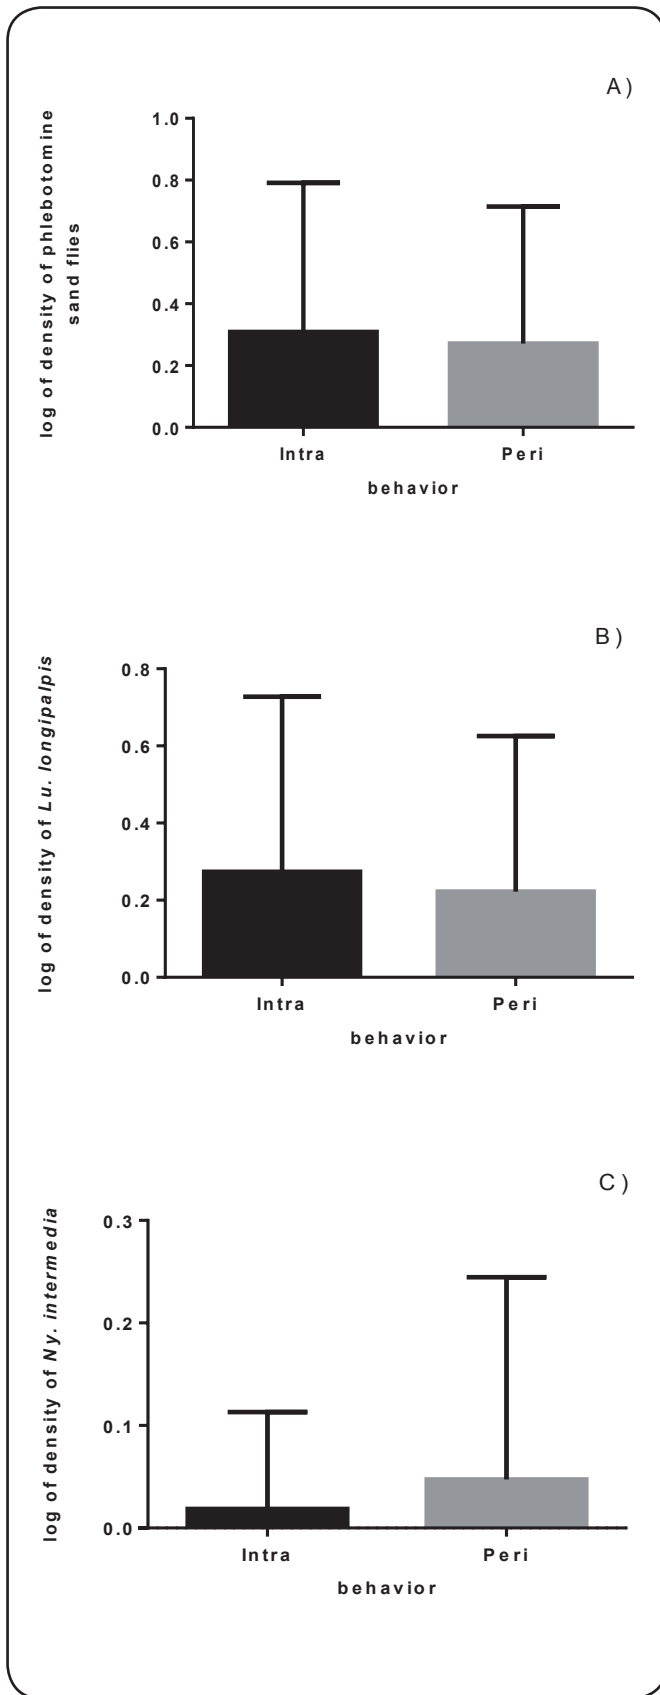 A)
log of density of phlebotomine
sand flies
1.0
0.8
0.6
0.4
0.2
0.0
Intra
Peri
behavior
B)
log of density of Lu. longipalpis
0.8
0.6
0.4
0.2
0.0
Intra
Peri
behavior
C)
log of density of Ny. intermedia
0.3
0.2
0.1
0.0
Intra
Peri
behavior